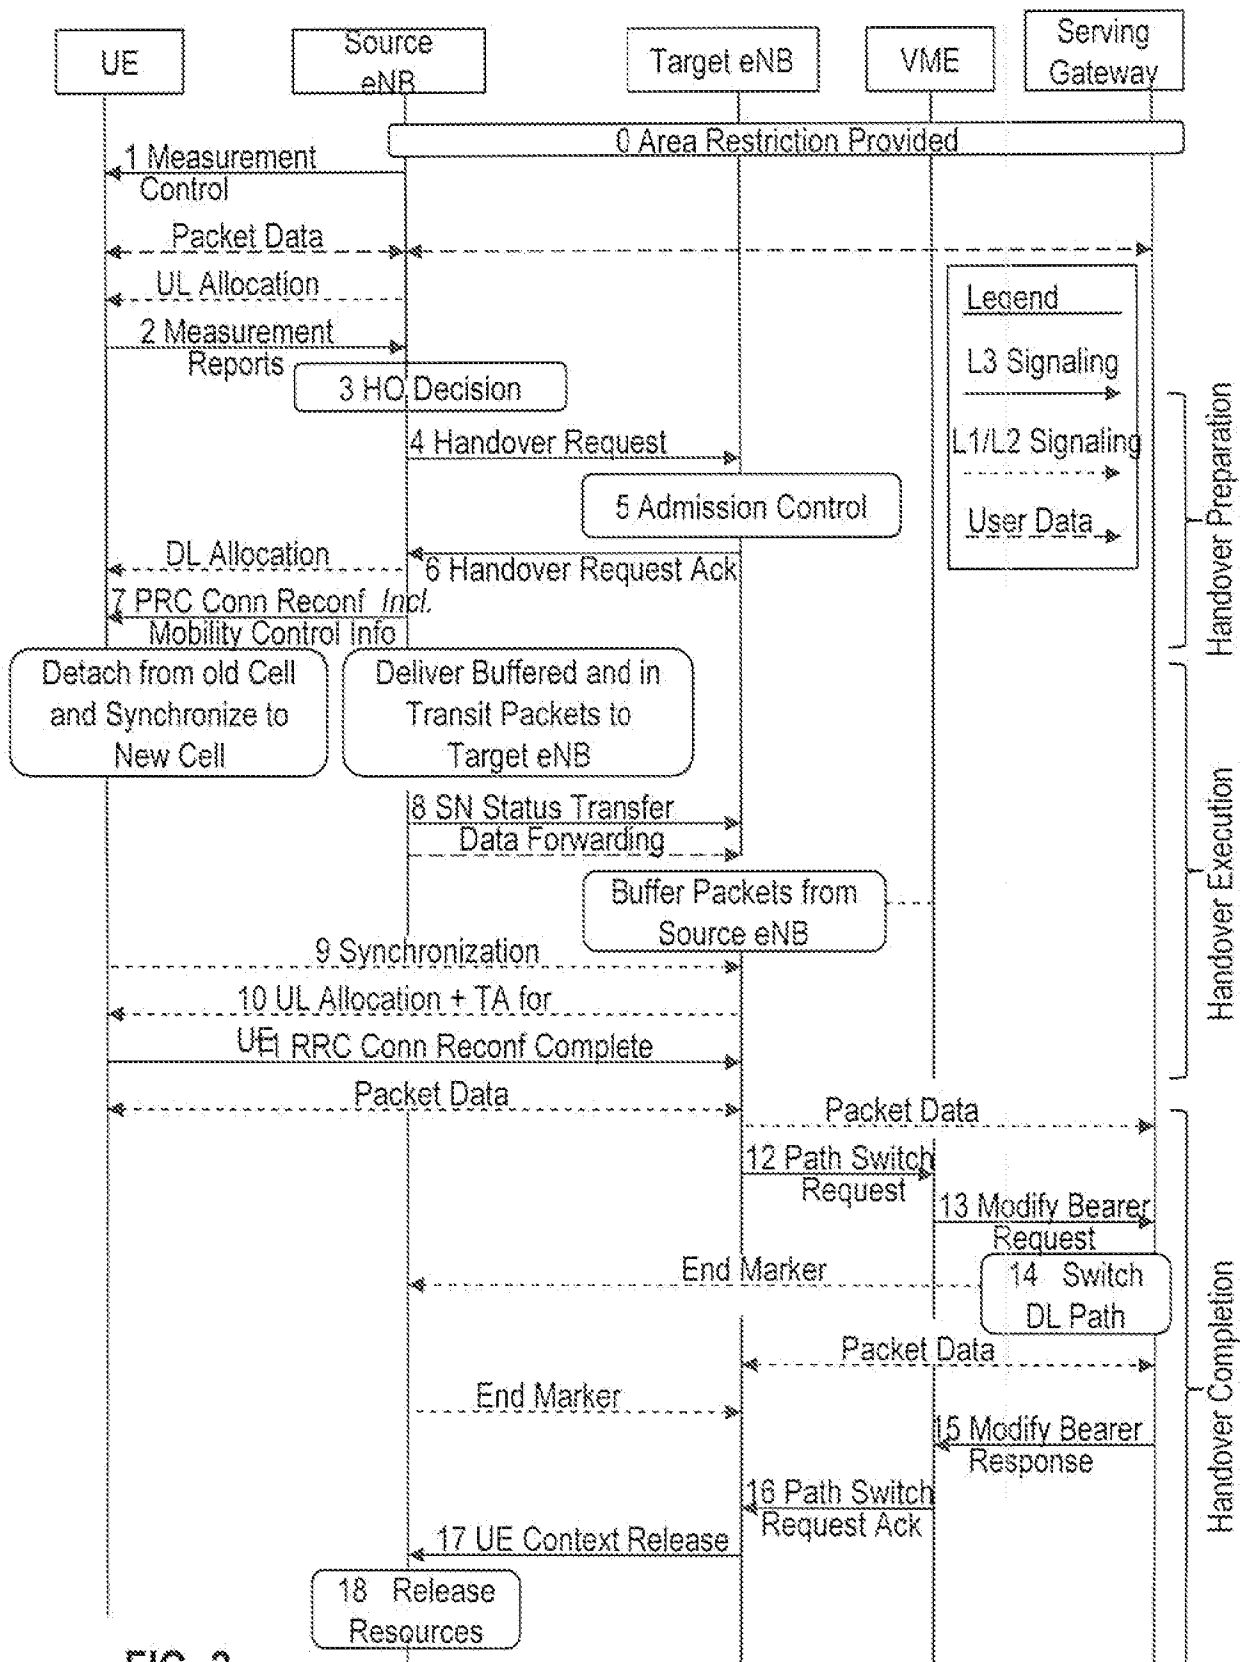 UE
Source
eNB
Target eNB
VME
Serving
Gateway
0 Area Restriction Provided
1 Measurement
Control
Packet Data
UL Allocation
2 Measurement
Reports
3 HO Decision
Legend
L3 Signaling
L1/L2 Signaling
User Data
4 Handover Request
5 Admission Control
DL Allocation
6 Handover Request Ack
7 PRC Conn Reconf Incl.
Mobility Control Info
Handover Preparation
Detach from old Cell
and Synchronize to
New Cell
Deliver Buffered and in
Transit Packets to
Target eNB
8 SN Status Transfer
Data Forwarding
Buffer Packets from
Source eNB
Handover Execution
9 Synchronization
10 UL Allocation + TA for
UE
11 RRC Conn Reconf Complete
Packet Data
Packet Data
12 Path Switch
Request
13 Modify Bearer
Request
End Marker
14 Switch
DL Path
Packet Data
End Marker
15 Modify Bearer
Response
16 Path Switch
Request Ack
Handover Completion
17 UE Context Release
18 Release
Resources